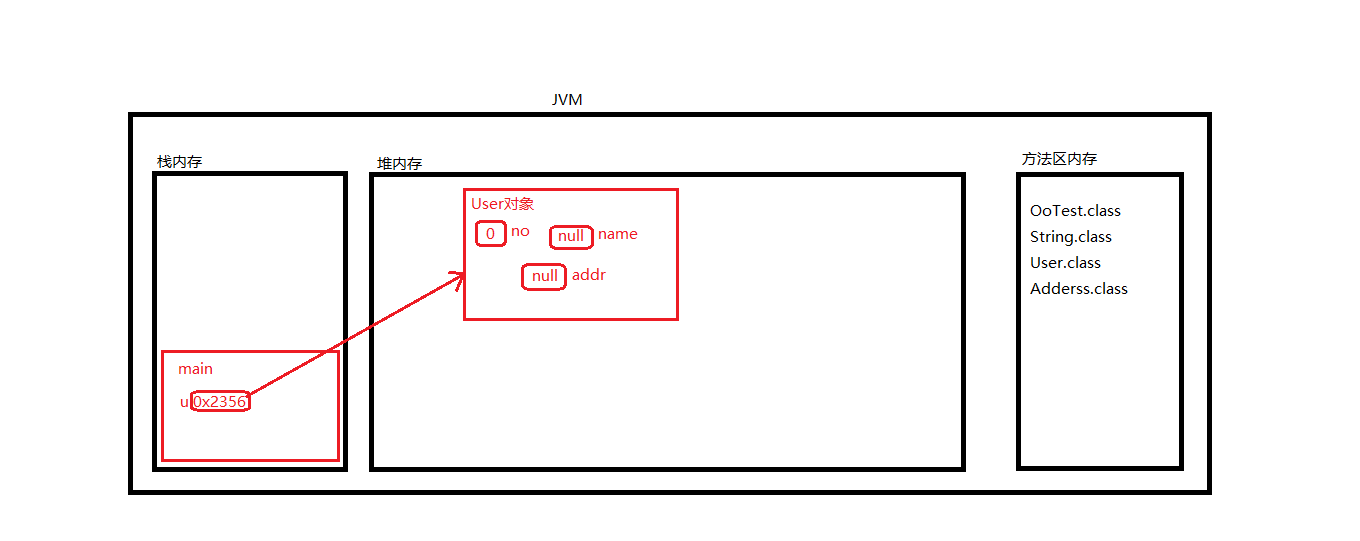 JVM
栈内存
堆内存
方法区内存
User对象
0 no null name
null addr
main
u 0x2356
OoTest.class
String.class
User.class
Adderss.class